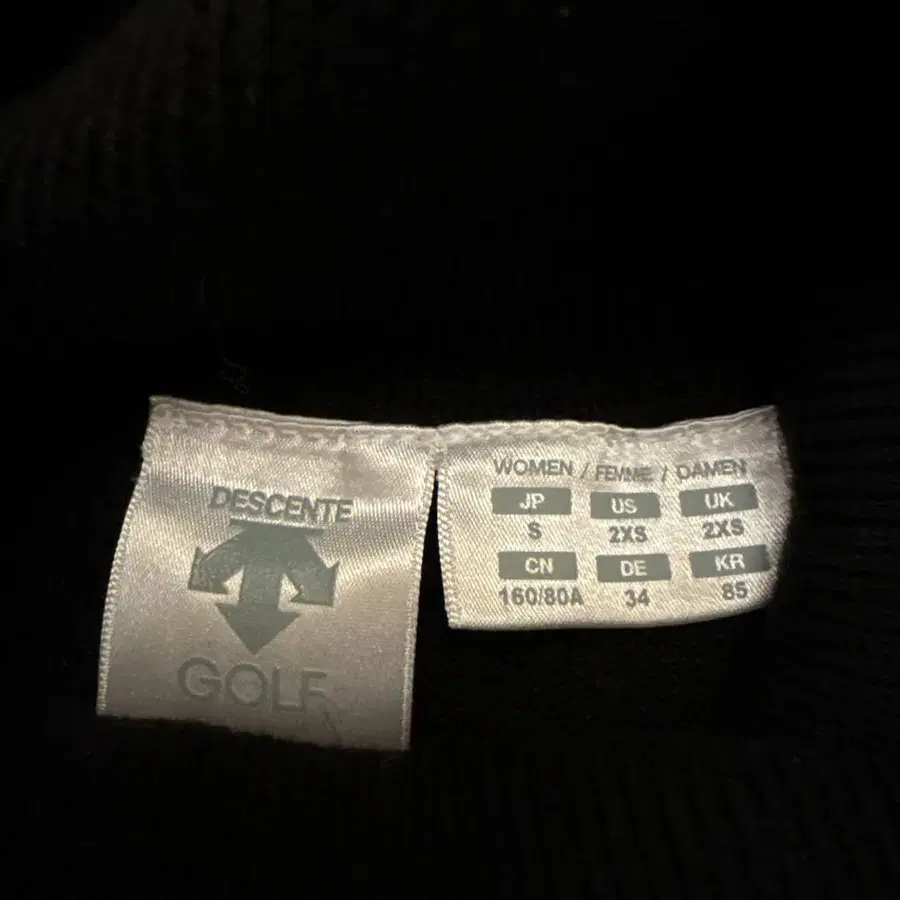 DESCENTE
GOLF
WOMEN / FEMME / DAMEN
JP US UK
S 2XS 2XS
CN DE KR
160/80A 34 85